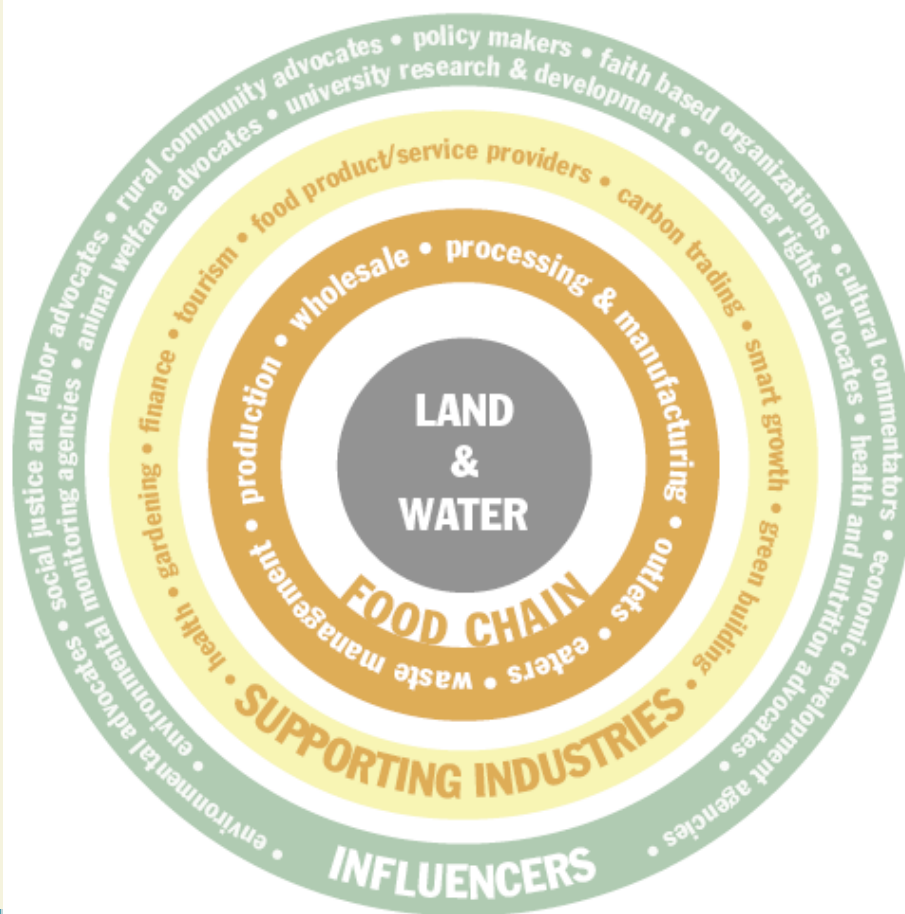 environmental advocates • social justice and labor advocates • rural community advocates • policy makers • faith based organizations • cultural commentators • economic development agencies •
• environmental monitoring agencies • animal welfare advocates • university research & development • consumer rights advocates • health and nutrition advocates •
INFLUENCERS
health • gardening • finance • tourism • food product/service providers • carbon trading • smart growth • green building •
SUPPORTING INDUSTRIES
production • wholesale • processing & manufacturing • outlets • eaters • waste management •
FOOD CHAIN
LAND
&
WATER